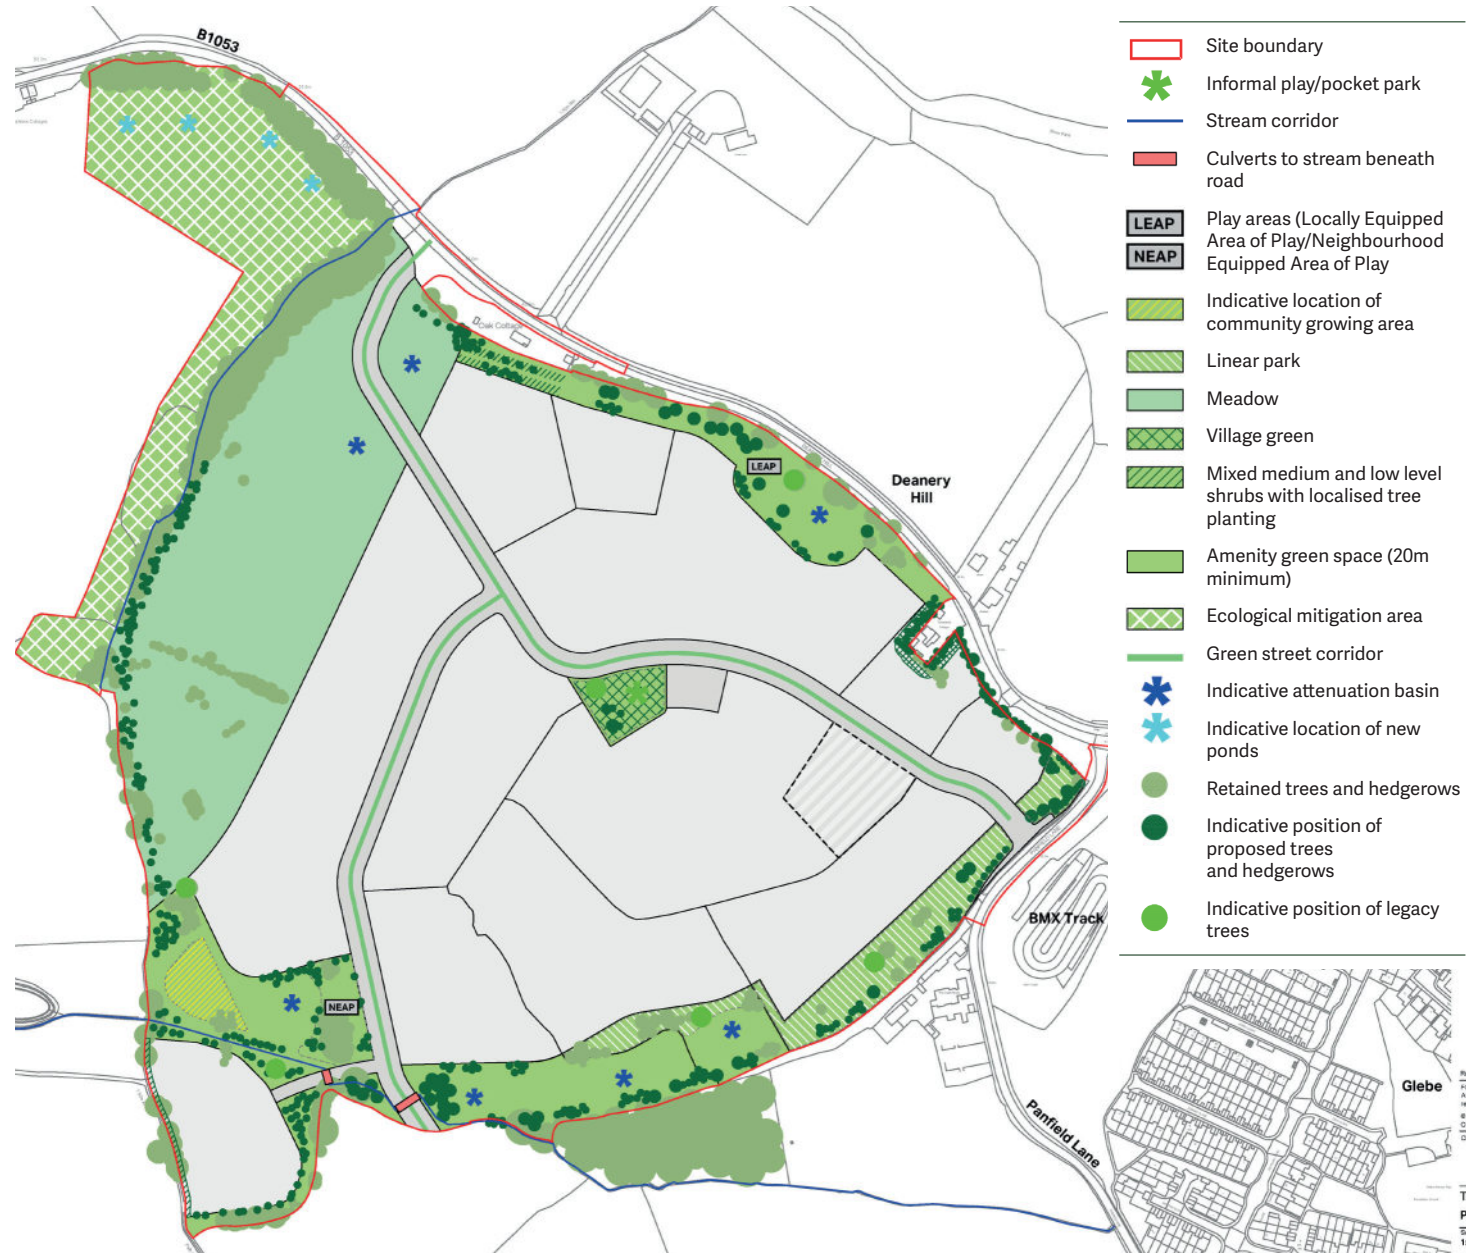 B1053
Oak Cottage
LEAP
Deanery
Hill
BMX Track
NEAP
Panfield Lane
Glebe
Site boundary
Informal play/pocket park
Stream corridor
Culverts to stream beneath
road
LEAP
NEAP
Play areas (Locally Equipped
Area of Play/Neighbourhood
Equipped Area of Play
Indicative location of
community growing area
Linear park
Meadow
Village green
Mixed medium and low level
shrubs with localised tree
planting
Amenity green space (20m
minimum)
Ecological mitigation area
Green street corridor
Indicative attenuation basin
Indicative location of new
ponds
Retained trees and hedgerows
Indicative position of
proposed trees
and hedgerows
Indicative position of legacy
trees